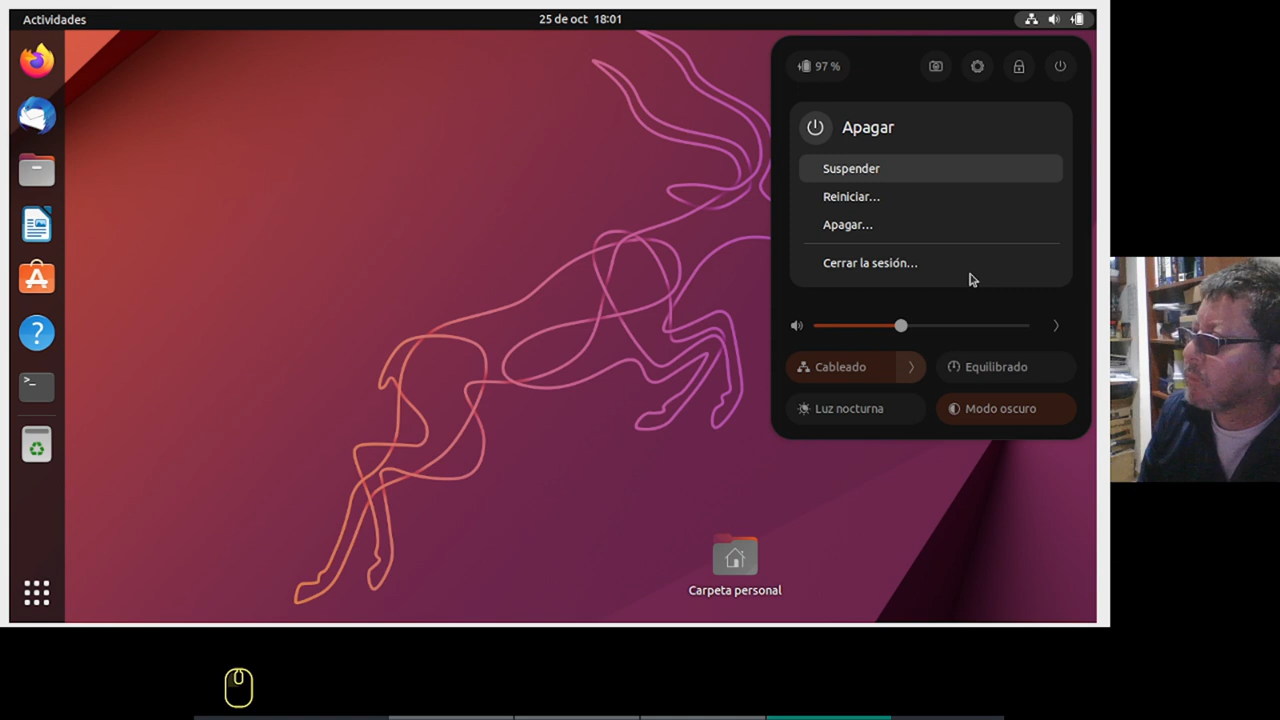 Actividades
25 de oct 18:01
97 %
Apagar
Suspender
Reiniciar...
Apagar...
Cerrar la sesión...
Cableado
Equilibrado
Luz nocturna
Modo oscuro
Carpeta personal